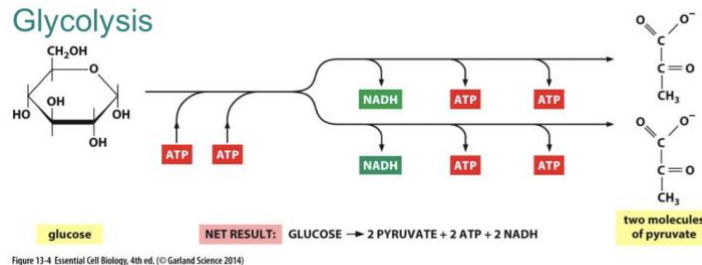 Glycolysis
CH₂OH
O
OH
HO
OH
OH
ATP
ATP
NADH
ATP
ATP
NADH
ATP
ATP
O
O⁻
C
C=O
CH₃
O
O⁻
C
C=O
CH₃
glucose
NET RESULT: GLUCOSE → 2 PYRUVATE + 2 ATP + 2 NADH
two molecules
of pyruvate
Figure 13-4 Essential Cell Biology, 4th ed. (© Garland Science 2014)